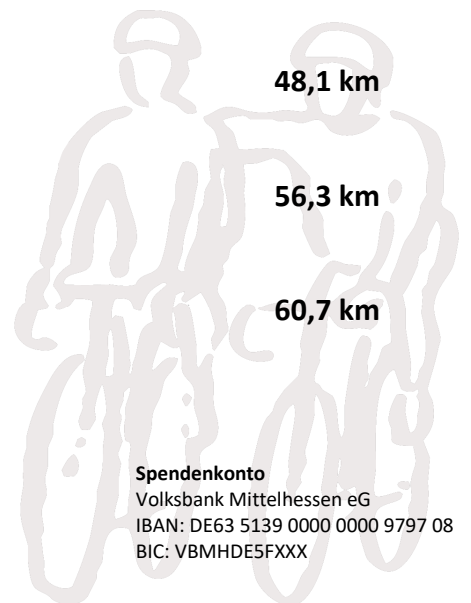 48,1 km
56,3 km
60,7 km
Spendenkonto
Volksbank Mittelhessen eG
IBAN: DE63 5139 0000 0000 9797 08
BIC: VBMHDE5FXXX